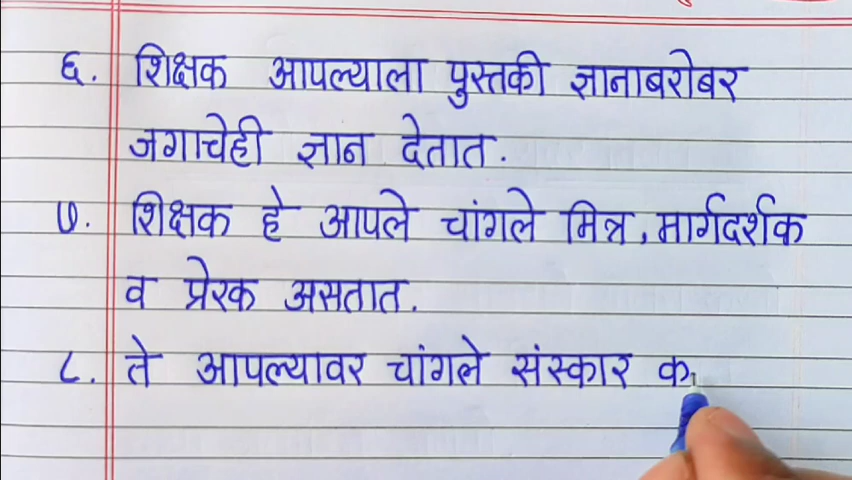 ६. शिक्षक आपल्याला पुस्तकी ज्ञानाबरोबर
जगाचेही ज्ञान देतात.
७. शिक्षक हे आपले चांगले मित्र, मार्गदर्शक
व प्रेरक असतात.
८. ते आपल्यावर चांगले संस्कार क